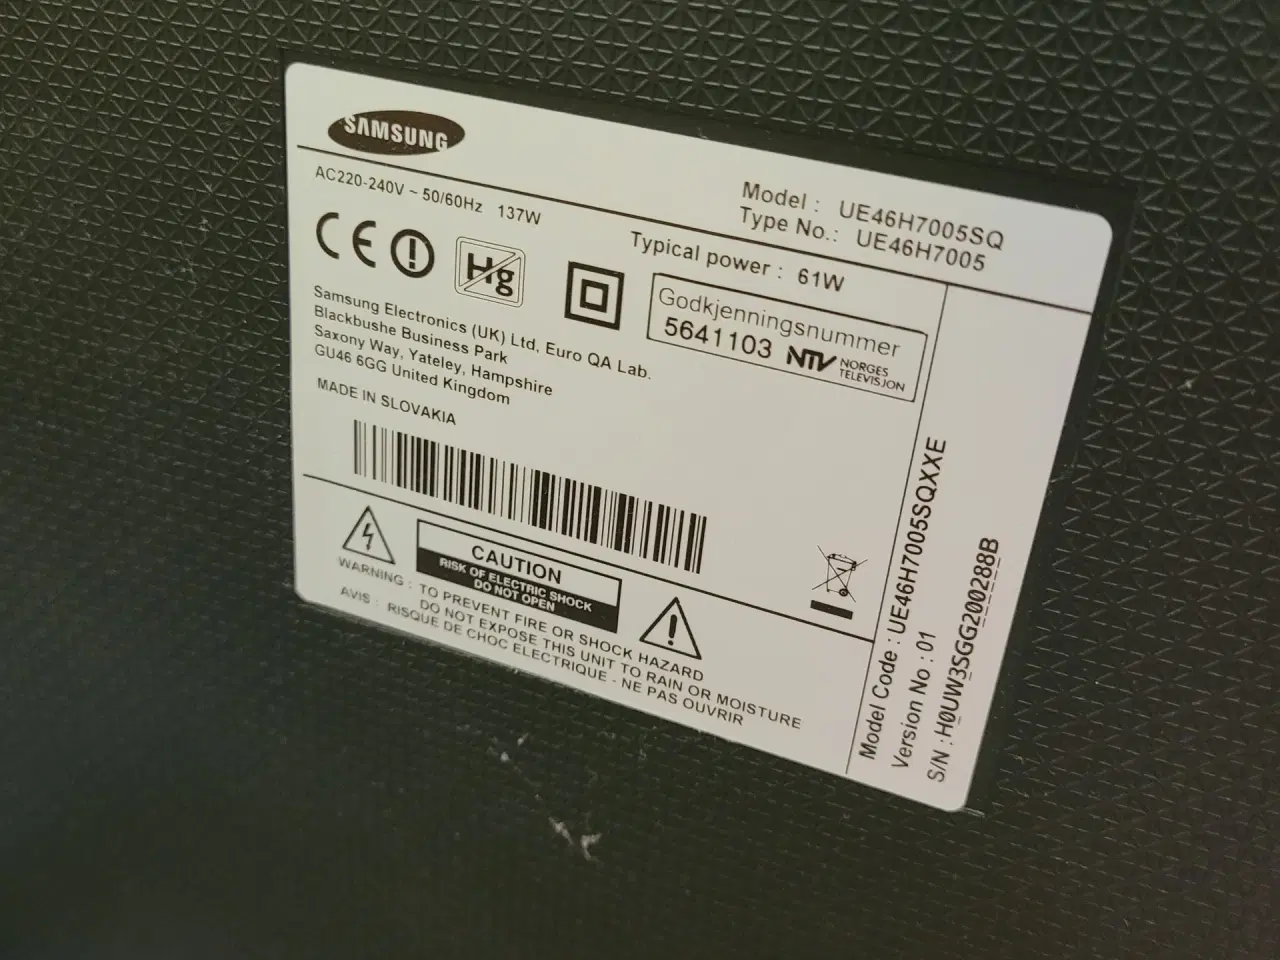 SAMSUNG
Model : UE46H7005SQ
Type No.: UE46H7005
AC220-240V ~ 50/60Hz 137W
Typical power : 61W
CE
Hg
Godkjenningsnummer
5641103 NTV NORGES
TELEVISJON
Samsung Electronics (UK) Ltd, Euro QA Lab.
Blackbushe Business Park
Saxony Way, Yateley, Hampshire
GU46 6GG United Kingdom
MADE IN SLOVAKIA
CAUTION
RISK OF ELECTRIC SHOCK
DO NOT OPEN
WARNING : TO PREVENT FIRE OR SHOCK HAZARD
DO NOT EXPOSE THIS UNIT TO RAIN OR MOISTURE
AVIS : RISQUE DE CHOC ELECTRIQUE - NE PAS OUVRIR
Model Code : UE46H7005SQXXE
Version No : 01
S/N : H0UW3SGG200288B